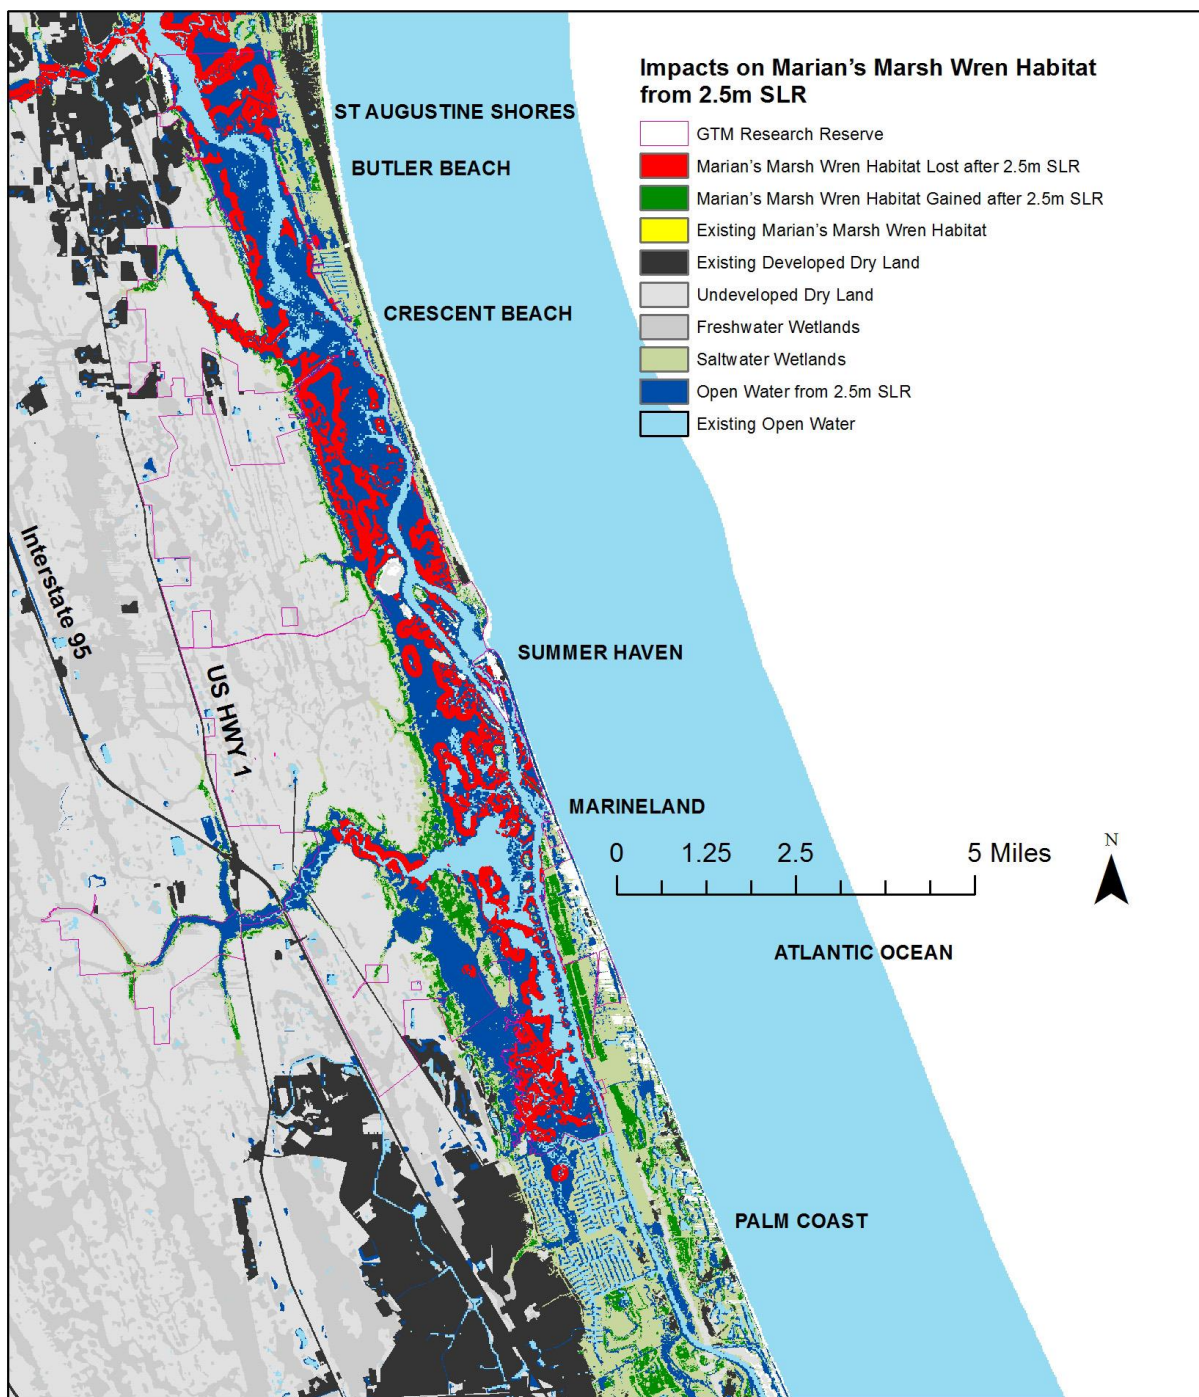 Impacts on Marian's Marsh Wren Habitat
from 2.5m SLR
GTM Research Reserve
Marian's Marsh Wren Habitat Lost after 2.5m SLR
Marian's Marsh Wren Habitat Gained after 2.5m SLR
Existing Marian's Marsh Wren Habitat
Existing Developed Dry Land
Undeveloped Dry Land
Freshwater Wetlands
Saltwater Wetlands
Open Water from 2.5m SLR
Existing Open Water
ST AUGUSTINE SHORES
BUTLER BEACH
CRESCENT BEACH
Interstate 95
US HWY 1
SUMMER HAVEN
MARINELAND
0 1.25 2.5 5 Miles
N
ATLANTIC OCEAN
PALM COAST